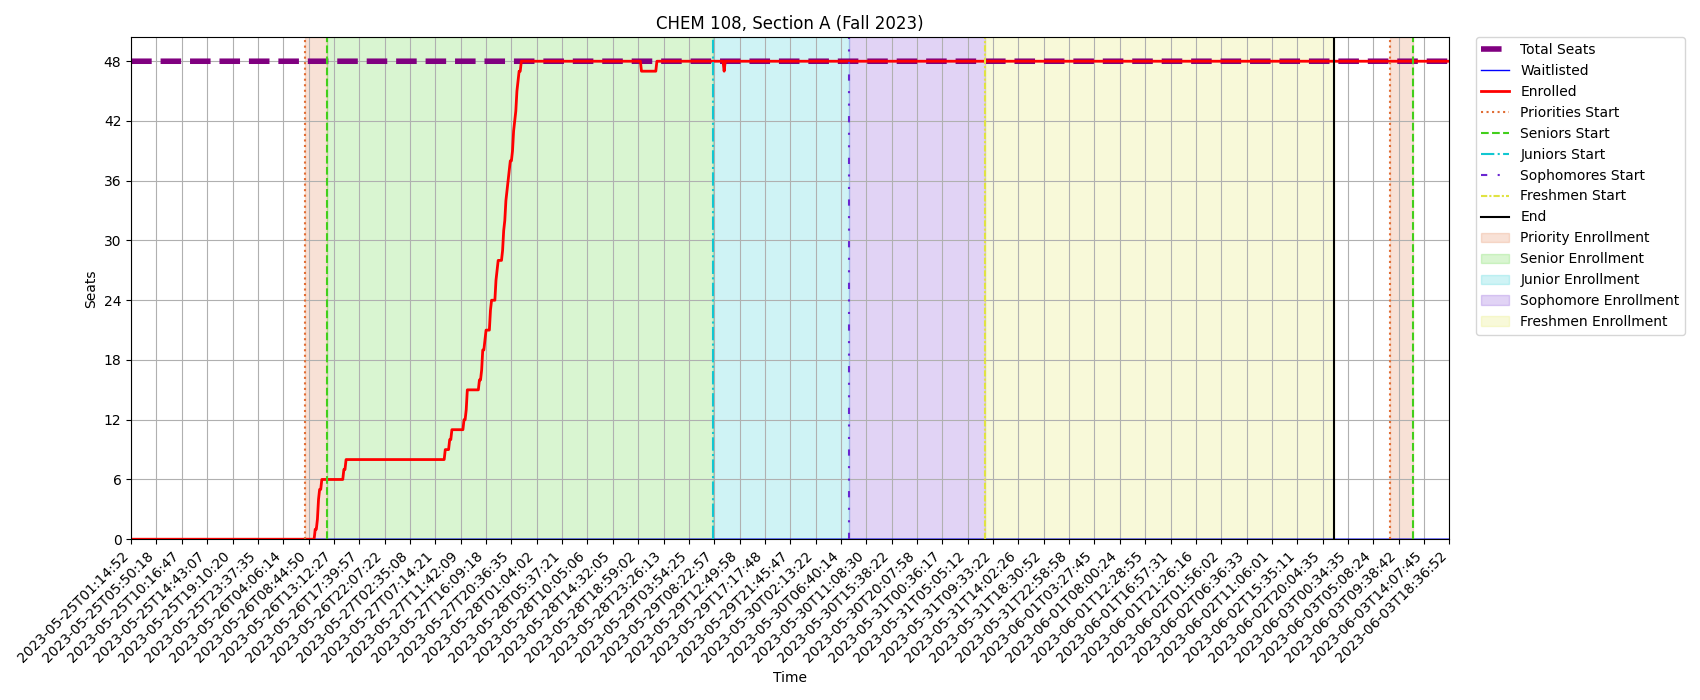 CHEM 108, Section A (Fall 2023)
48
42
36
30
24
18
12
6
0
Seats
2023-05-25T01:14:52
2023-05-25T05:50:18
2023-05-25T10:16:47
2023-05-25T14:43:07
2023-05-25T19:10:20
2023-05-25T23:37:35
2023-05-26T04:06:14
2023-05-26T08:44:50
2023-05-26T13:12:27
2023-05-26T17:39:57
2023-05-26T22:07:22
2023-05-27T02:35:08
2023-05-27T07:14:21
2023-05-27T11:42:09
2023-05-27T16:09:18
2023-05-27T20:36:35
2023-05-28T01:04:02
2023-05-28T05:37:21
2023-05-28T10:05:06
2023-05-28T14:32:05
2023-05-28T18:59:02
2023-05-28T23:26:13
2023-05-29T03:54:25
2023-05-29T08:22:57
2023-05-29T12:49:58
2023-05-29T17:17:48
2023-05-29T21:45:47
2023-05-30T02:13:22
2023-05-30T06:40:14
2023-05-30T11:08:30
2023-05-30T15:38:22
2023-05-30T20:07:58
2023-05-31T00:36:17
2023-05-31T05:05:12
2023-05-31T09:33:22
2023-05-31T14:02:26
2023-05-31T18:30:52
2023-05-31T22:58:58
2023-06-01T03:27:45
2023-06-01T08:00:24
2023-06-01T12:28:55
2023-06-01T16:57:31
2023-06-01T21:26:16
2023-06-02T01:56:02
2023-06-02T06:36:33
2023-06-02T11:06:01
2023-06-02T15:35:11
2023-06-02T20:04:35
2023-06-03T00:34:35
2023-06-03T05:08:24
2023-06-03T09:38:42
2023-06-03T14:07:45
2023-06-03T18:36:52
Time
Total Seats
Waitlisted
Enrolled
Priorities Start
Seniors Start
Juniors Start
Sophomores Start
Freshmen Start
End
Priority Enrollment
Senior Enrollment
Junior Enrollment
Sophomore Enrollment
Freshmen Enrollment